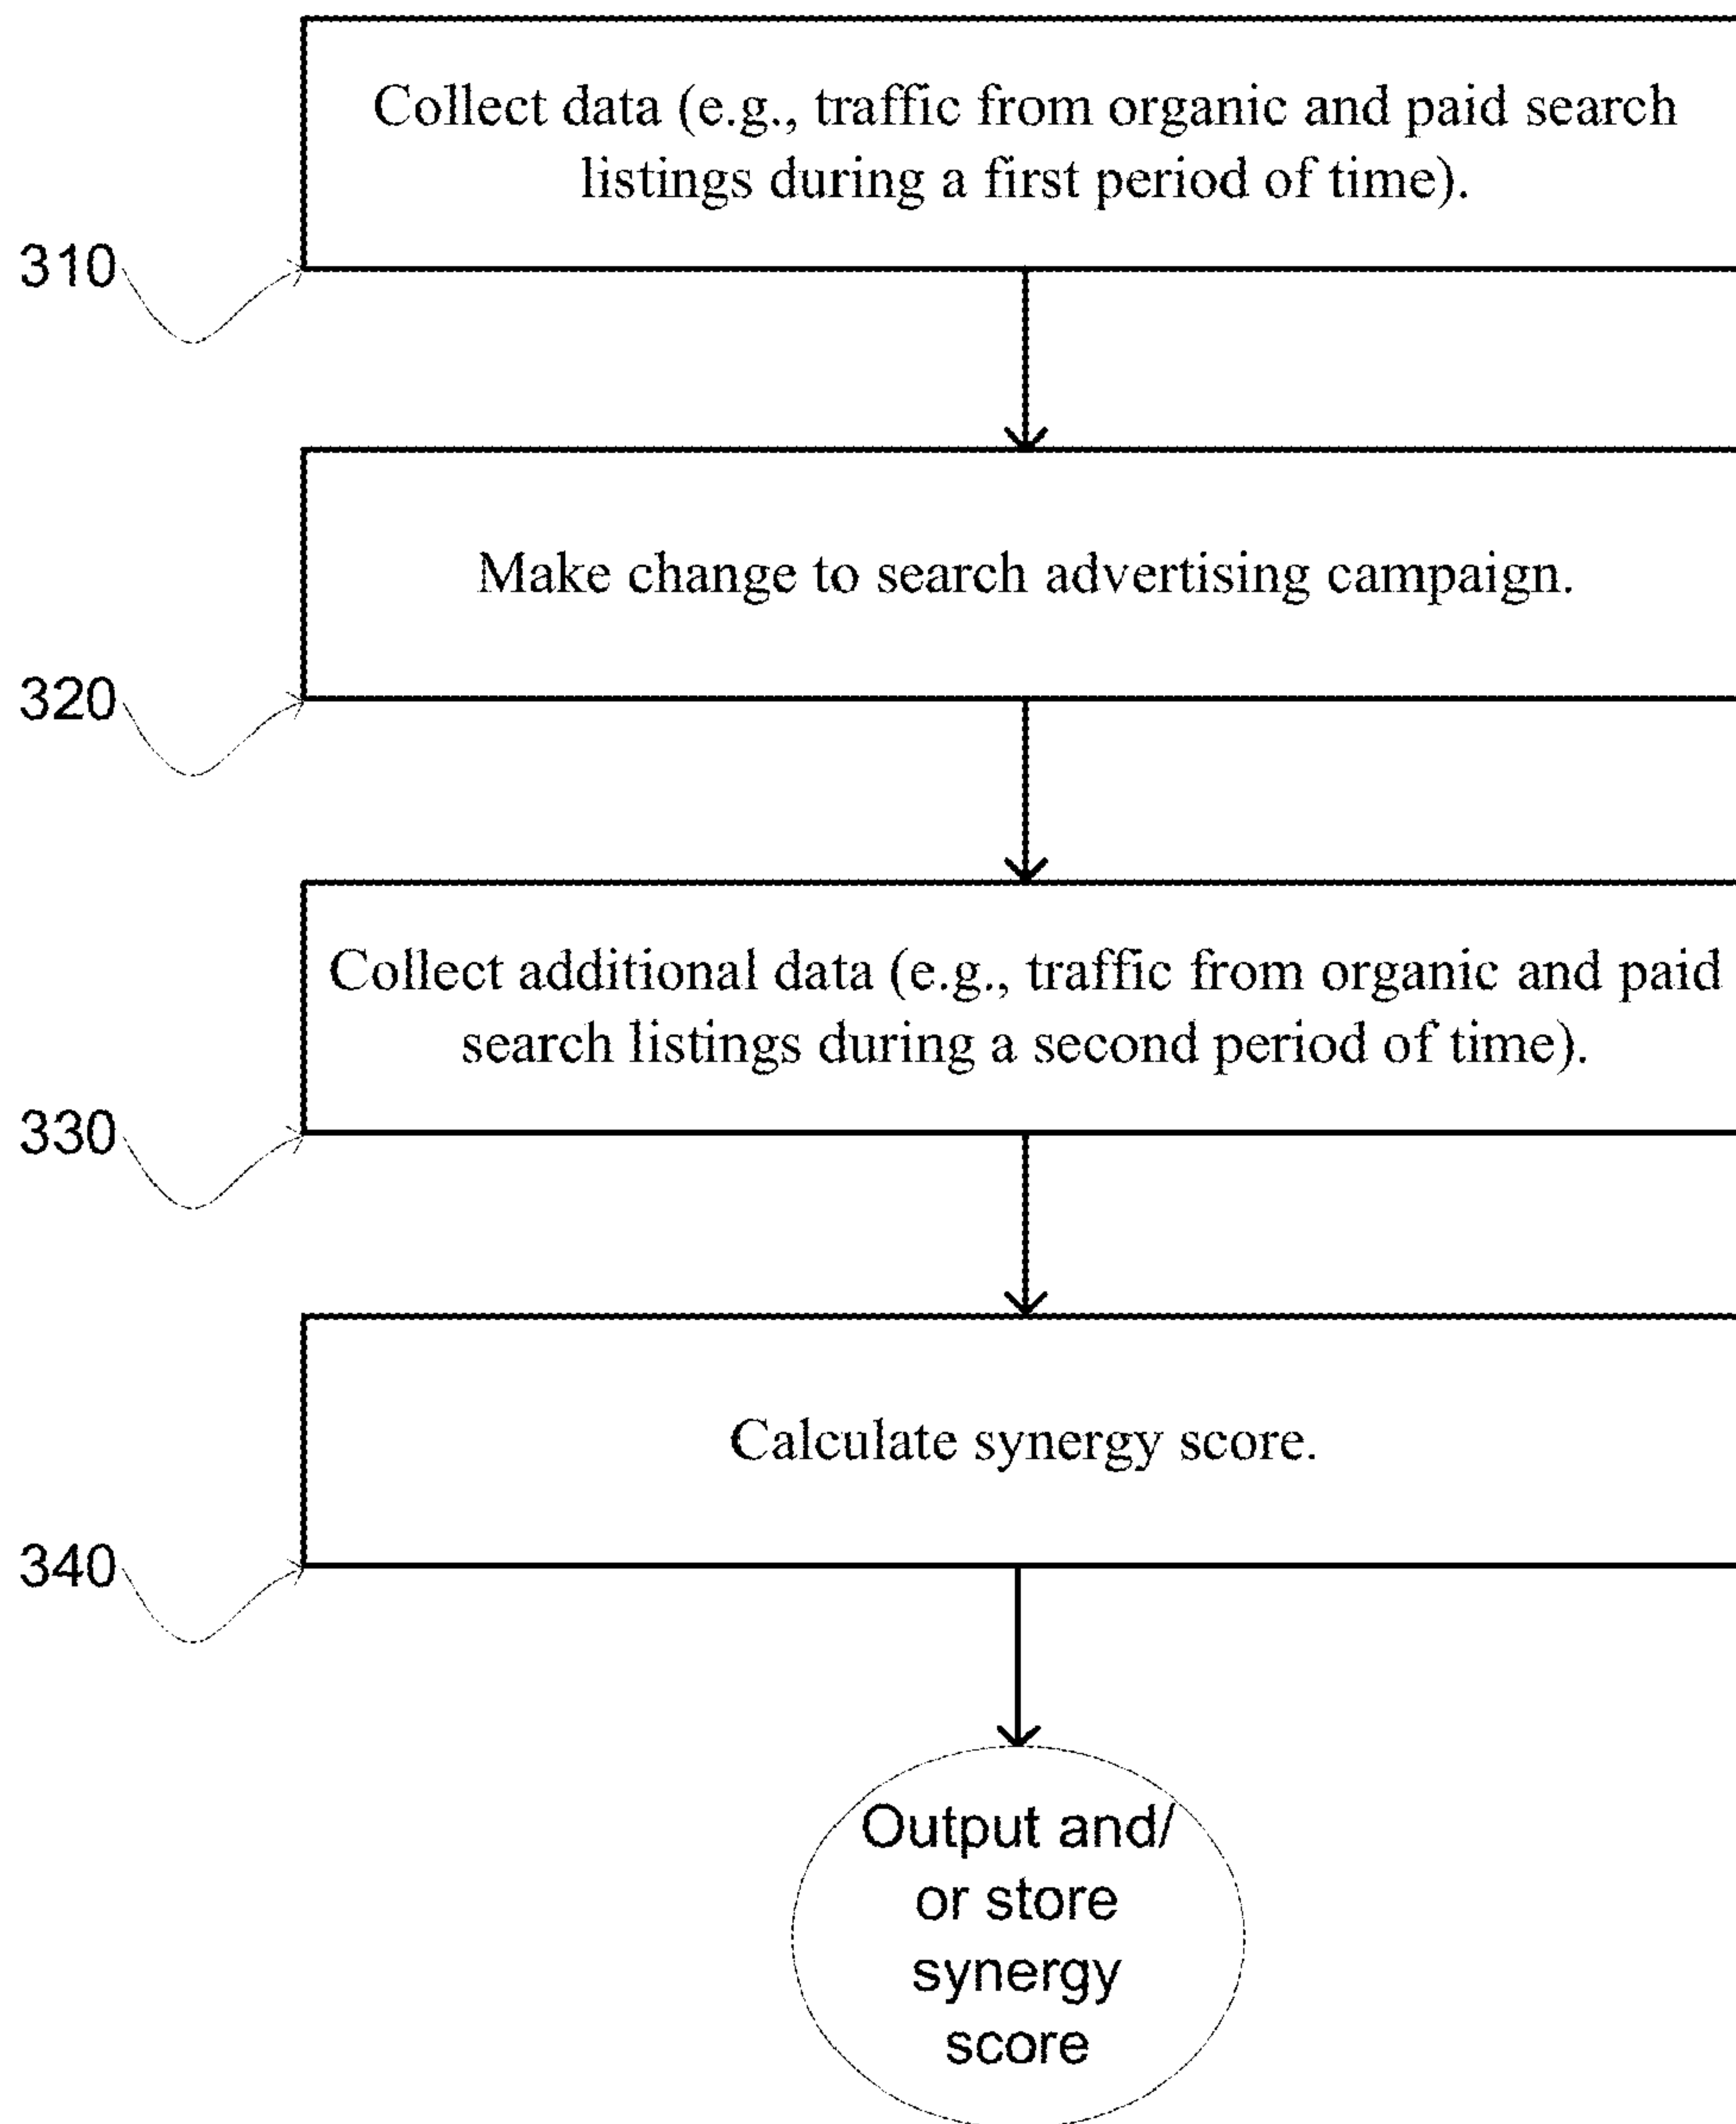 Collect data (e.g., traffic from organic and paid search
listings during a first period of time).
310
Make change to search advertising campaign.
320
Collect additional data (e.g., traffic from organic and paid
search listings during a second period of time).
330
Calculate synergy score.
340
Output and/
or store
synergy
score